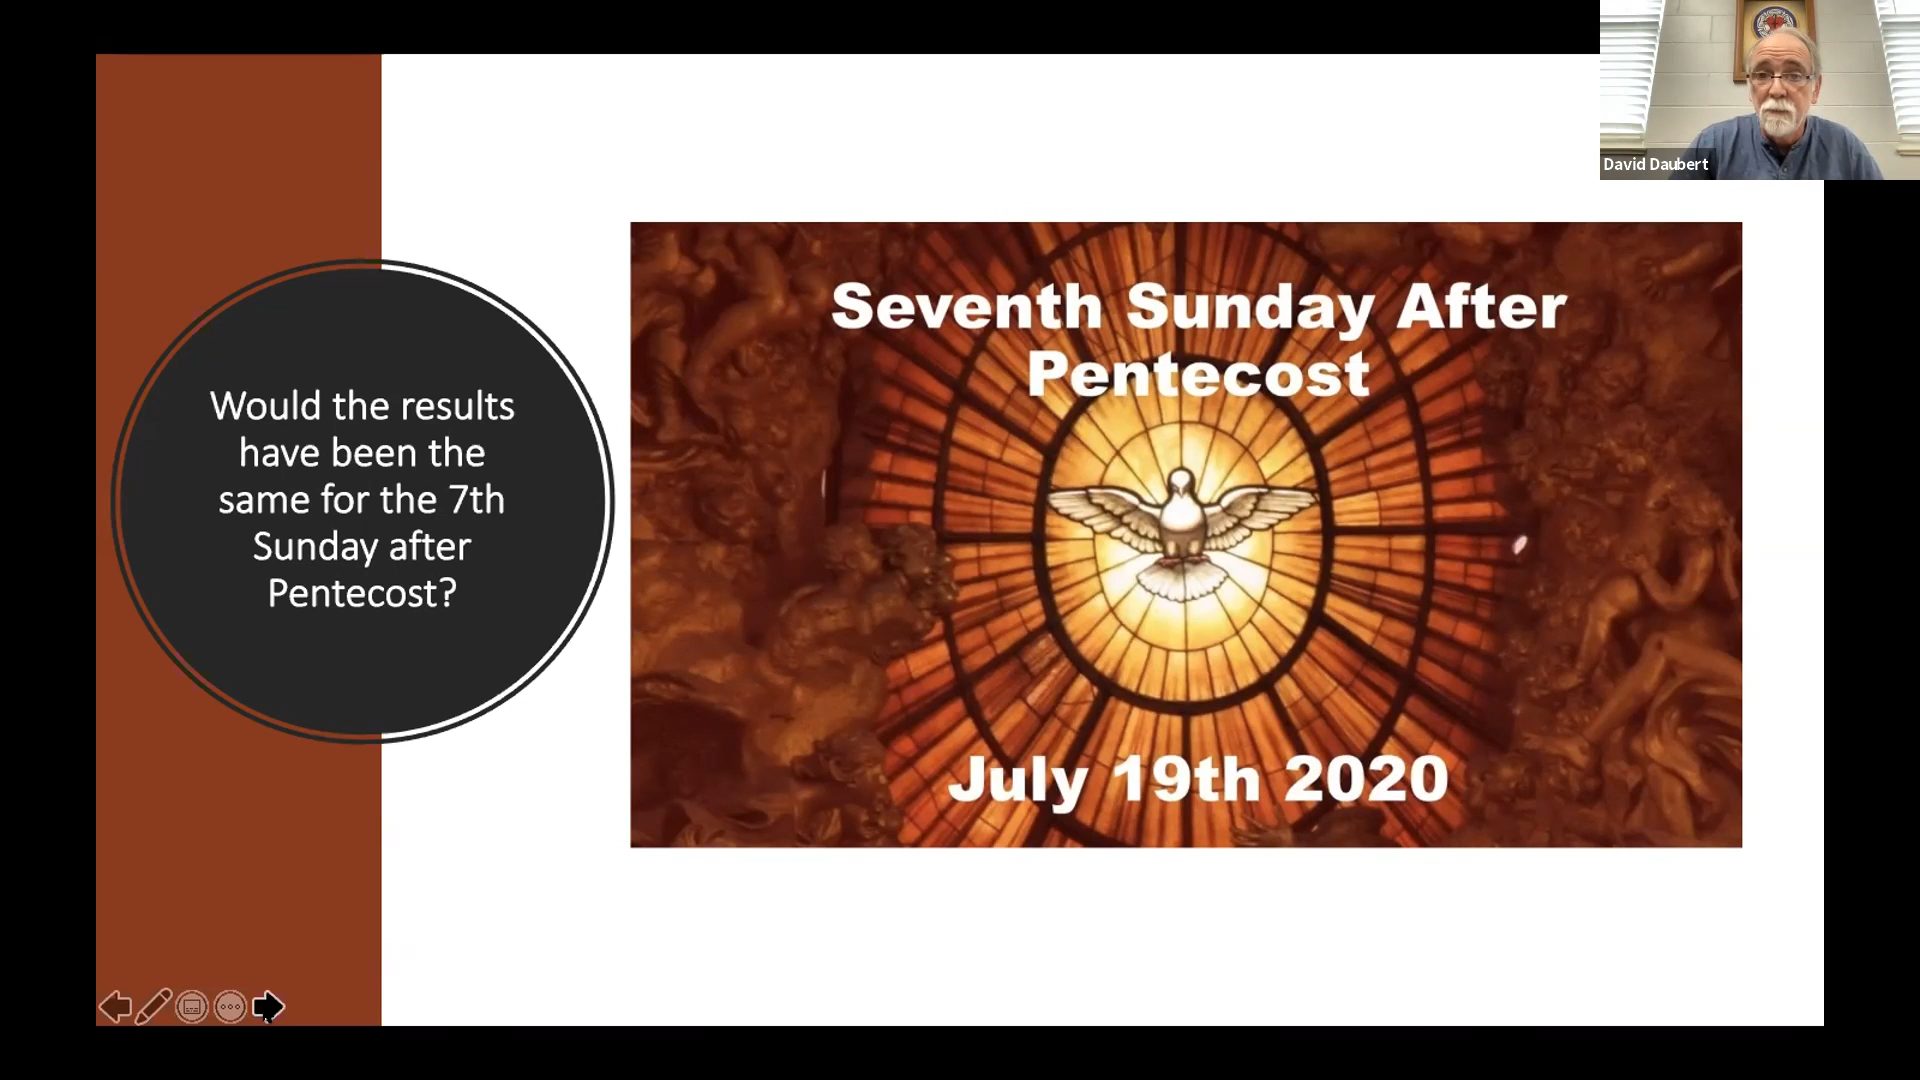 David Daubert
Would the results
have been the
same for the 7th
Sunday after
Pentecost?
Seventh Sunday After
Pentecost
July 19th 2020